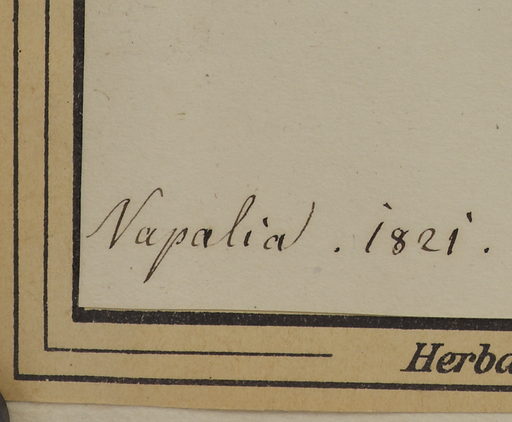 Napalia . 1821 .